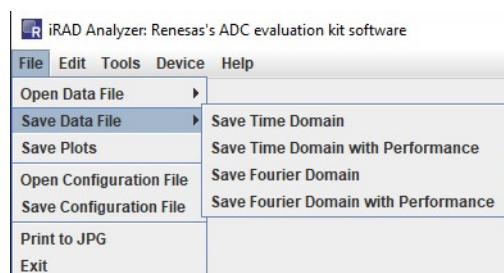 iRAD Analyzer: Renesas's ADC evaluation kit software
File Edit Tools Device Help
Open Data File
Save Data File
Save Time Domain
Save Plots
Save Time Domain with Performance
Open Configuration File
Save Fourier Domain
Save Configuration File
Save Fourier Domain with Performance
Print to JPG
Exit